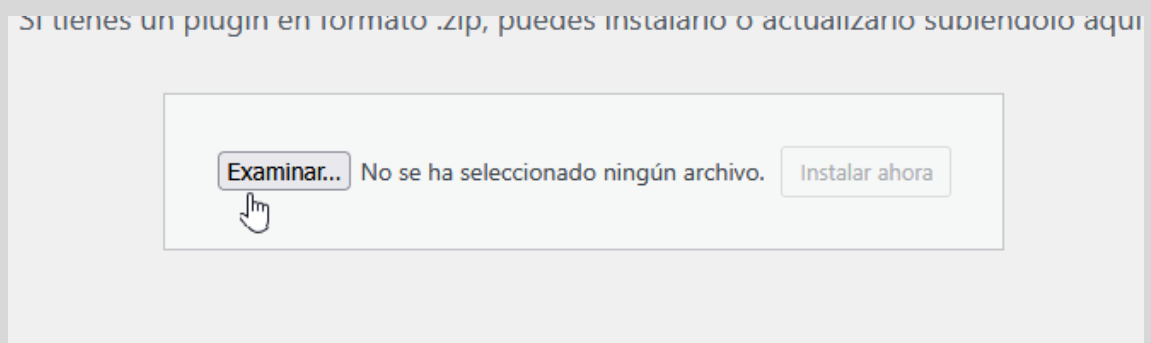 Si tienes un plugin en formato .zip, puedes instalarlo o actualizarlo subiéndolo aquí
Examinar... No se ha seleccionado ningún archivo. Instalar ahora